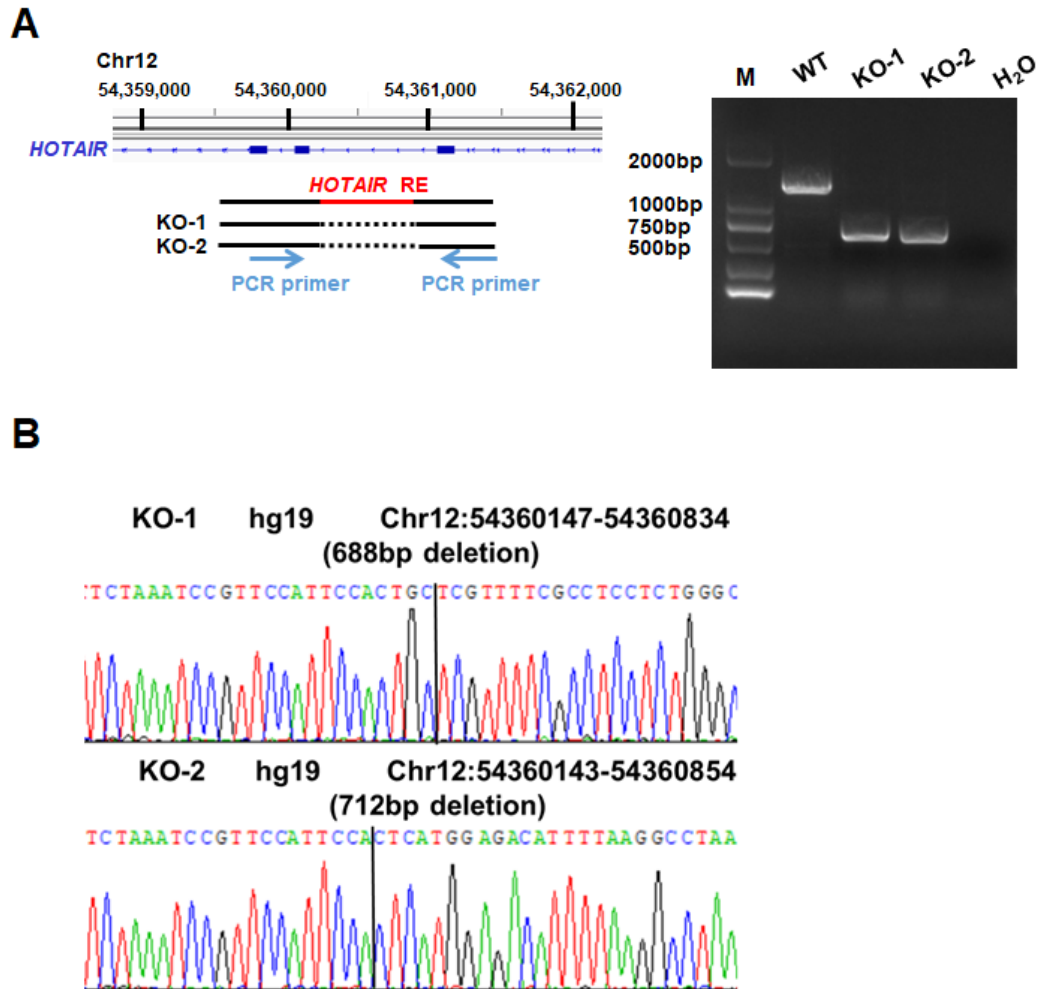 A
Chr12
54,359,000 54,360,000 54,361,000 54,362,000
HOTAIR
HOTAIR RE
KO-1
KO-2
PCR primer PCR primer
M WT KO-1 KO-2 H2O
2000bp
1000bp
750bp
500bp
B
KO-1 hg19 Chr12:54360147-54360834
(688bp deletion)
TCTAAATCCGTTCCATTCCACTGCTCGTTTTCGCCTCCTCTGGGC
KO-2 hg19 Chr12:54360143-54360854
(712bp deletion)
TCTAAATCCGTTCCATTCCACTCATGGAGACATTTTAAGGCCTAA